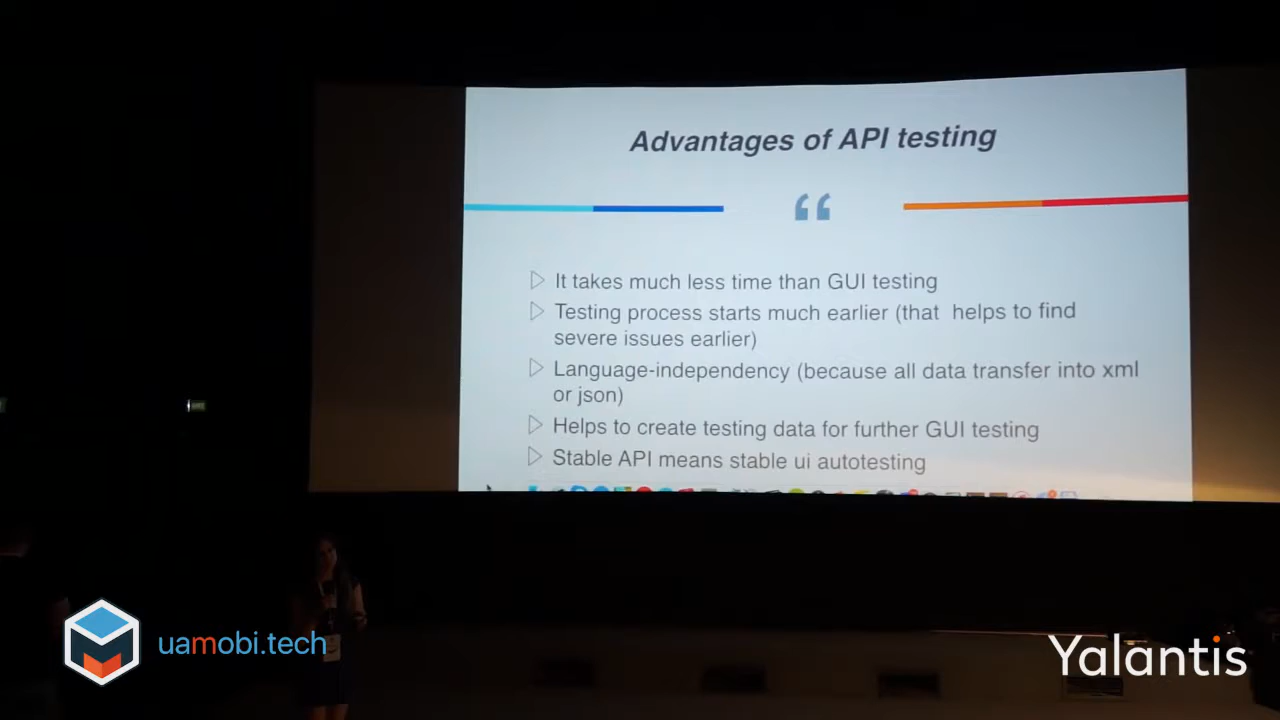 Advantages of API testing
“
It takes much less time than GUI testing
Testing process starts much earlier (that helps to find
severe issues earlier)
Language-independency (because all data transfer into xml
or json)
Helps to create testing data for further GUI testing
Stable API means stable ui autotesting
uamobi.tech
Yalantis